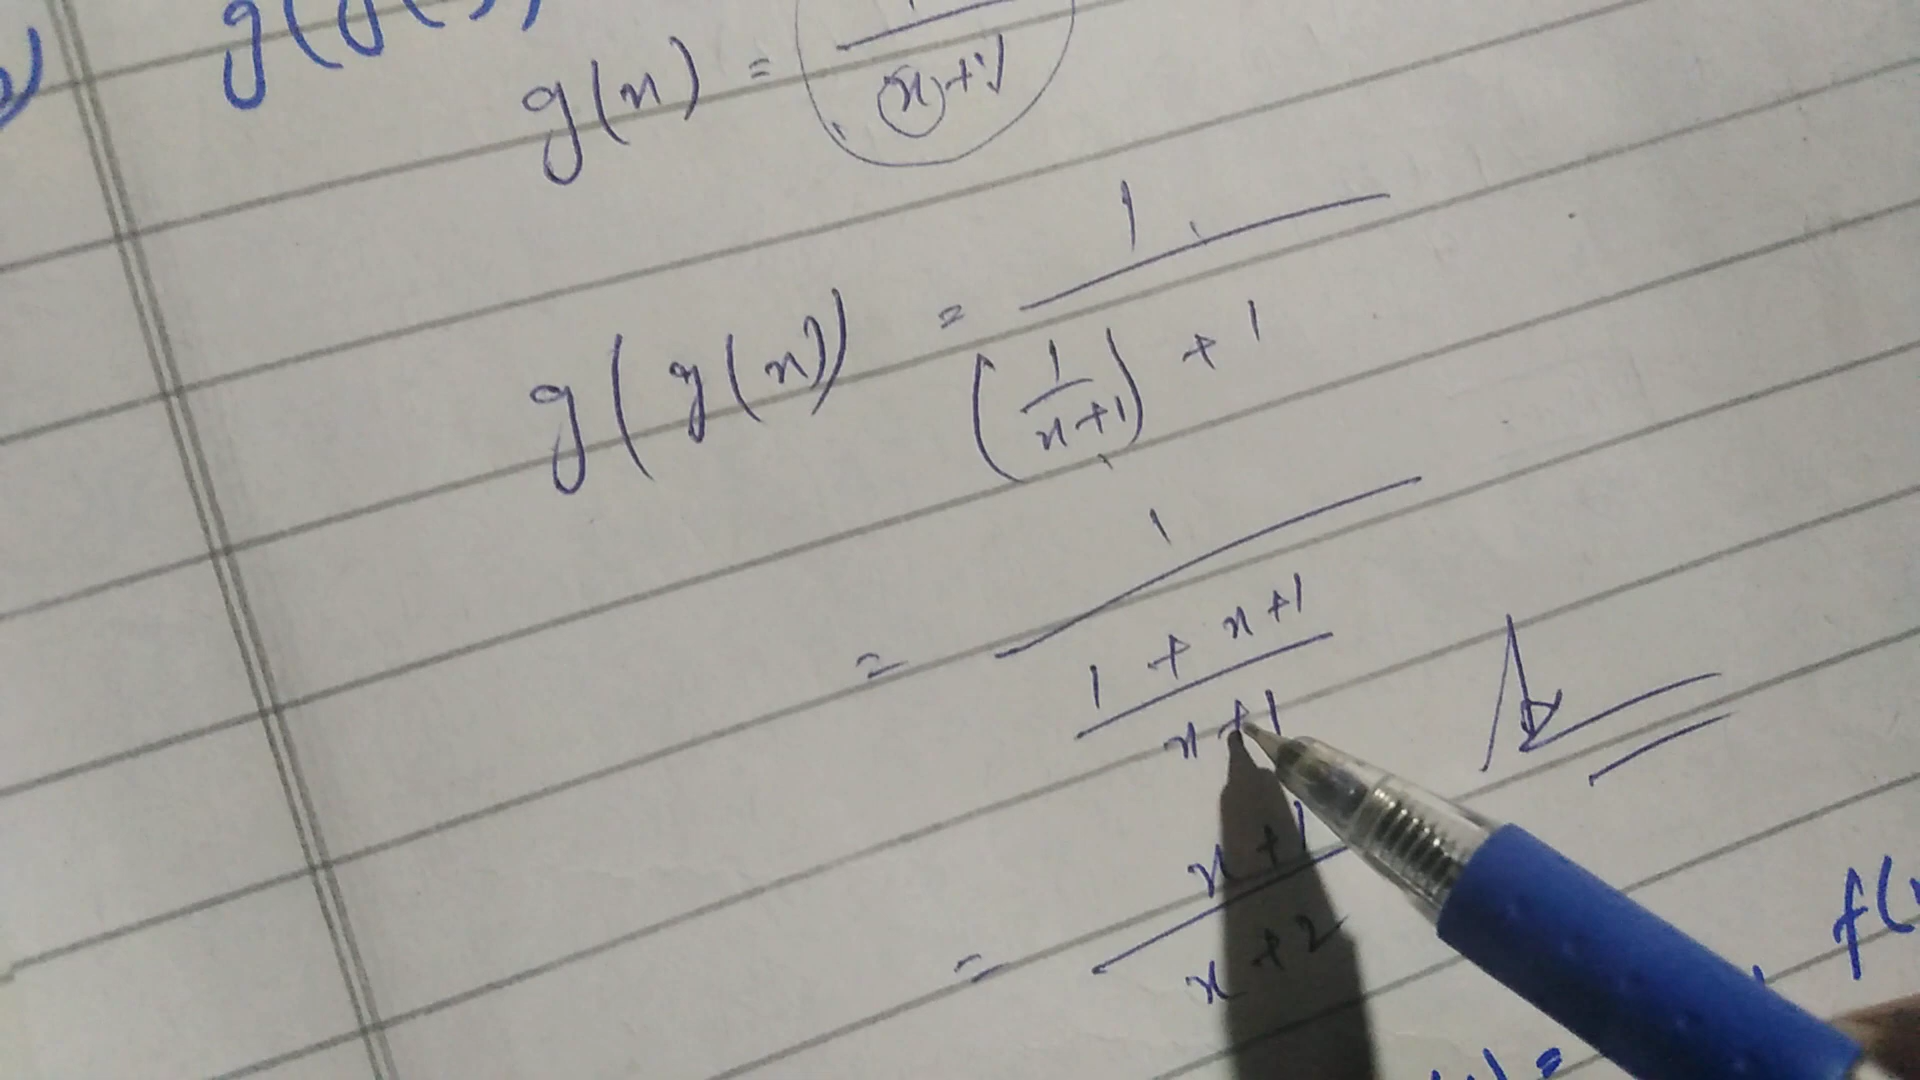 g(g(
g(x) = 1/(x)+1
g(g(x)) = 1/((1/(x+1)) + 1)
= 1/((1 + x+1)/(x+1))
= (x+1)/(x+2)
f(
) =